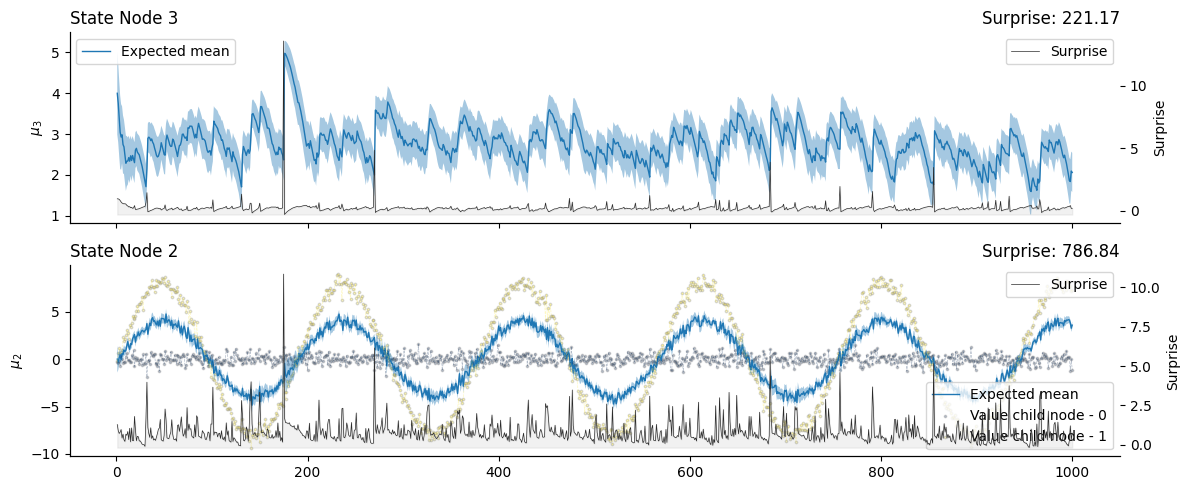 State Node 3
Surprise: 221.17
Expected mean
Surprise
5
4
3
2
1
μ3
10
5
0
Surprise
State Node 2
Surprise: 786.84
Surprise
5
0
−5
−10
μ2
10.0
7.5
5.0
2.5
0.0
Surprise
Expected mean
Value child node - 0
Value child node - 1
0
200
400
600
800
1000